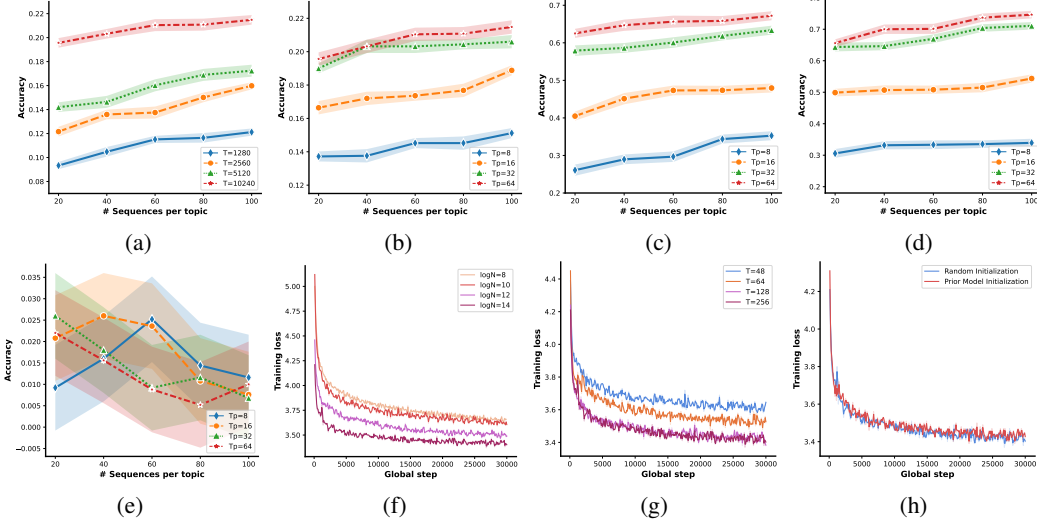 0.22
0.20
0.18
0.16
0.14
0.12
0.10
0.08
20
40
60
80
100
Accuracy
# Sequences per topic
T=1280
T=2560
T=5120
T=10240
(a)
0.22
0.20
0.18
0.16
0.14
0.12
20
40
60
80
100
Accuracy
# Sequences per topic
Tp=8
Tp=16
Tp=32
Tp=64
(b)
0.7
0.6
0.5
0.4
0.3
0.2
20
40
60
80
100
Accuracy
# Sequences per topic
Tp=8
Tp=16
Tp=32
Tp=64
(c)
0.8
0.7
0.6
0.5
0.4
0.3
0.2
20
40
60
80
100
Accuracy
# Sequences per topic
Tp=8
Tp=16
Tp=32
Tp=64
(d)
0.035
0.030
0.025
0.020
0.015
0.010
0.005
0.000
−0.005
20
40
60
80
100
Accuracy
# Sequences per topic
Tp=8
Tp=16
Tp=32
Tp=64
(e)
5.00
4.75
4.50
4.25
4.00
3.75
3.50
0
5000
10000
15000
20000
25000
30000
Training loss
Global step
logN=8
logN=10
logN=12
logN=14
(f)
4.4
4.2
4.0
3.8
3.6
3.4
0
5000
10000
15000
20000
25000
30000
Training loss
Global step
T=48
T=64
T=128
T=256
(g)
4.2
4.0
3.8
3.6
3.4
0
5000
10000
15000
20000
25000
30000
Training loss
Global step
Random Initialization
Prior Model Initialization
(h)